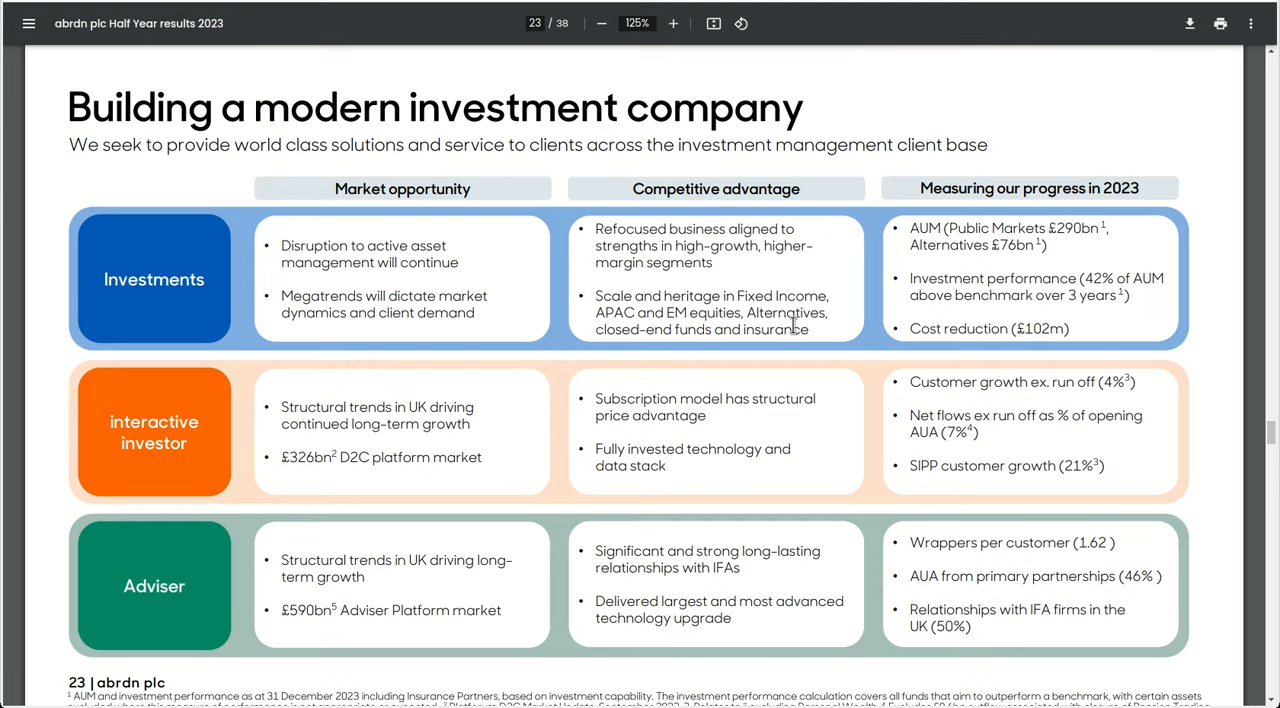 abrdn plc Half Year results 2023
23 / 38
125%
Building a modern investment company
We seek to provide world class solutions and service to clients across the investment management client base
Market opportunity
Competitive advantage
Measuring our progress in 2023
Investments
• Disruption to active asset
management will continue
• Megatrends will dictate market
dynamics and client demand
• Refocused business aligned to
strengths in high-growth, higher-
margin segments
• Scale and heritage in Fixed Income,
APAC and EM equities, Alternatives,
closed-end funds and insurance
• AUM (Public Markets £290bn¹,
Alternatives £76bn¹)
• Investment performance (42% of AUM
above benchmark over 3 years¹)
• Cost reduction (£102m)
interactive
investor
• Structural trends in UK driving
continued long-term growth
• £326bn² D2C platform market
• Subscription model has structural
price advantage
• Fully invested technology and
data stack
• Customer growth ex. run off (4%³)
• Net flows ex run off as % of opening
AUA (7%⁴)
• SIPP customer growth (21%³)
Adviser
• Structural trends in UK driving long-
term growth
• £590bn⁵ Adviser Platform market
• Significant and strong long-lasting
relationships with IFAs
• Delivered largest and most advanced
technology upgrade
• Wrappers per customer (1.62 )
• AUA from primary partnerships (46% )
• Relationships with IFA firms in the
UK (50%)
23 | abrdn plc
¹ AUM and investment performance as at 31 December 2023 including Insurance Partners, based on investment capability. The investment performance calculation covers all funds that aim to outperform a benchmark, with certain assets